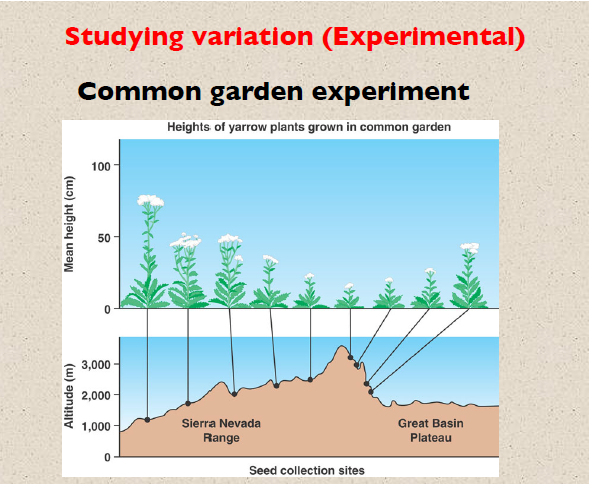 Studying variation (Experimental)
Common garden experiment
Heights of yarrow plants grown in common garden
Mean height (cm)
100
50
0
Altitude (m)
3,000
2,000
1,000
0
Sierra Nevada
Range
Great Basin
Plateau
Seed collection sites